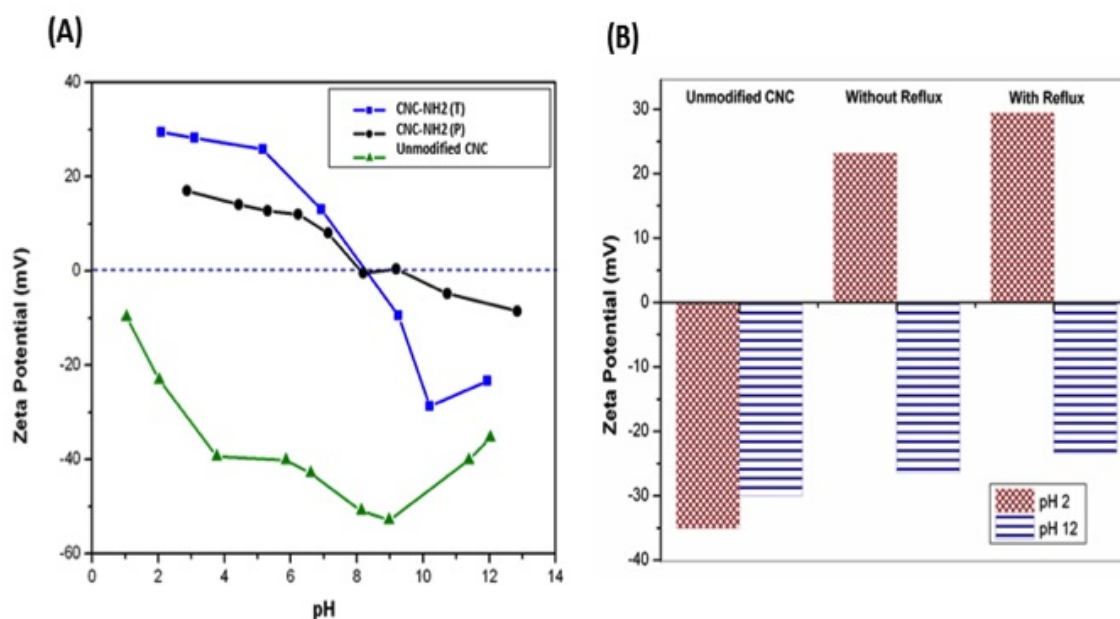 (A)
40
20
0
-20
-40
-60
Zeta Potential (mV)
0 2 4 6 8 10 12 14
pH
CNC-NH2 (T)
CNC-NH2 (P)
Unmodified CNC
(B)
Unmodified CNC Without Reflux With Reflux
30
20
10
0
-10
-20
-30
-40
Zeta Potential (mV)
pH 2
pH 12